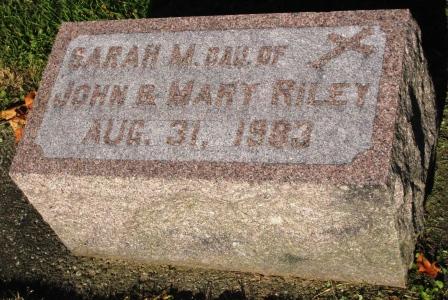 SARAH M. DAU. OF
JOHN & MARY RILEY
AUG. 31, 1983